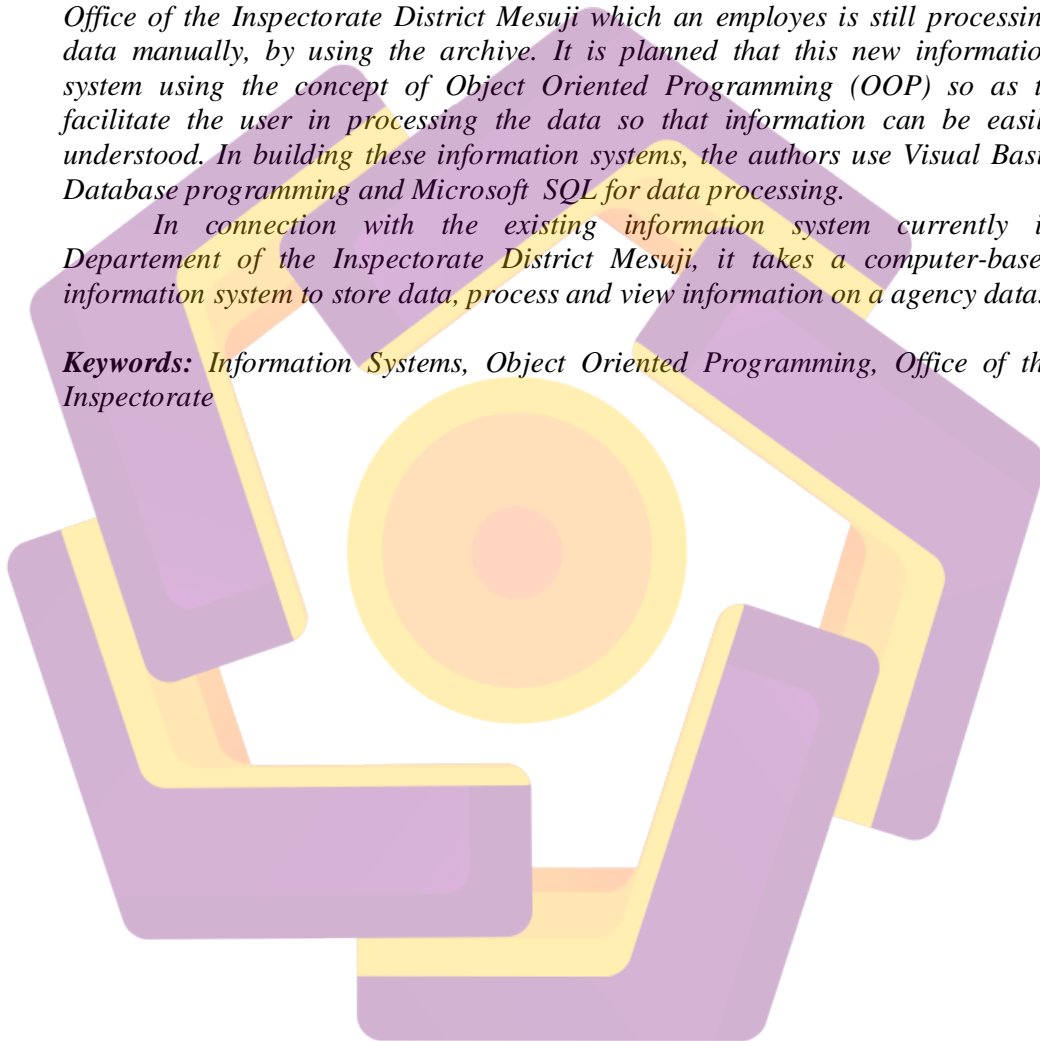 Office of the Inspectorate District Mesuji which an employes is still processin
data manually, by using the archive. It is planned that this new informatio
system using the concept of Object Oriented Programming (OOP) so as t
facilitate the user in processing the data so that information can be easil
understood. In building these information systems, the authors use Visual Basi
Database programming and Microsoft SQL for data processing.
In connection with the existing information system currently i
Departement of the Inspectorate District Mesuji, it takes a computer-base
information system to store data, process and view information on a agency data.
Keywords: Information Systems, Object Oriented Programming, Office of th
Inspectorate